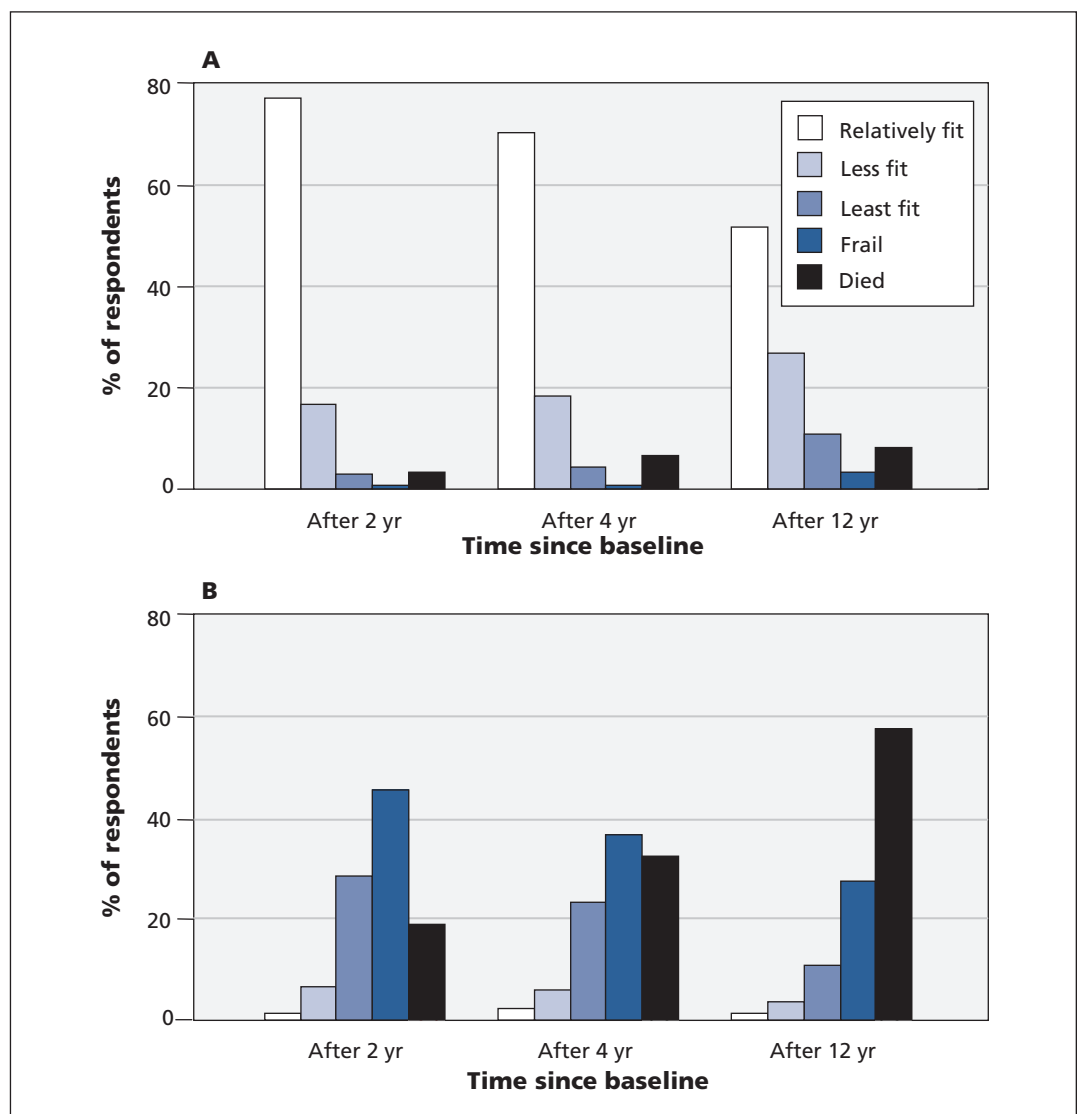 A
80
60
40
20
0
% of respondents
Relatively fit
Less fit
Least fit
Frail
Died
After 2 yr After 4 yr After 12 yr
Time since baseline
B
80
60
40
20
0
% of respondents
After 2 yr After 4 yr After 12 yr
Time since baseline